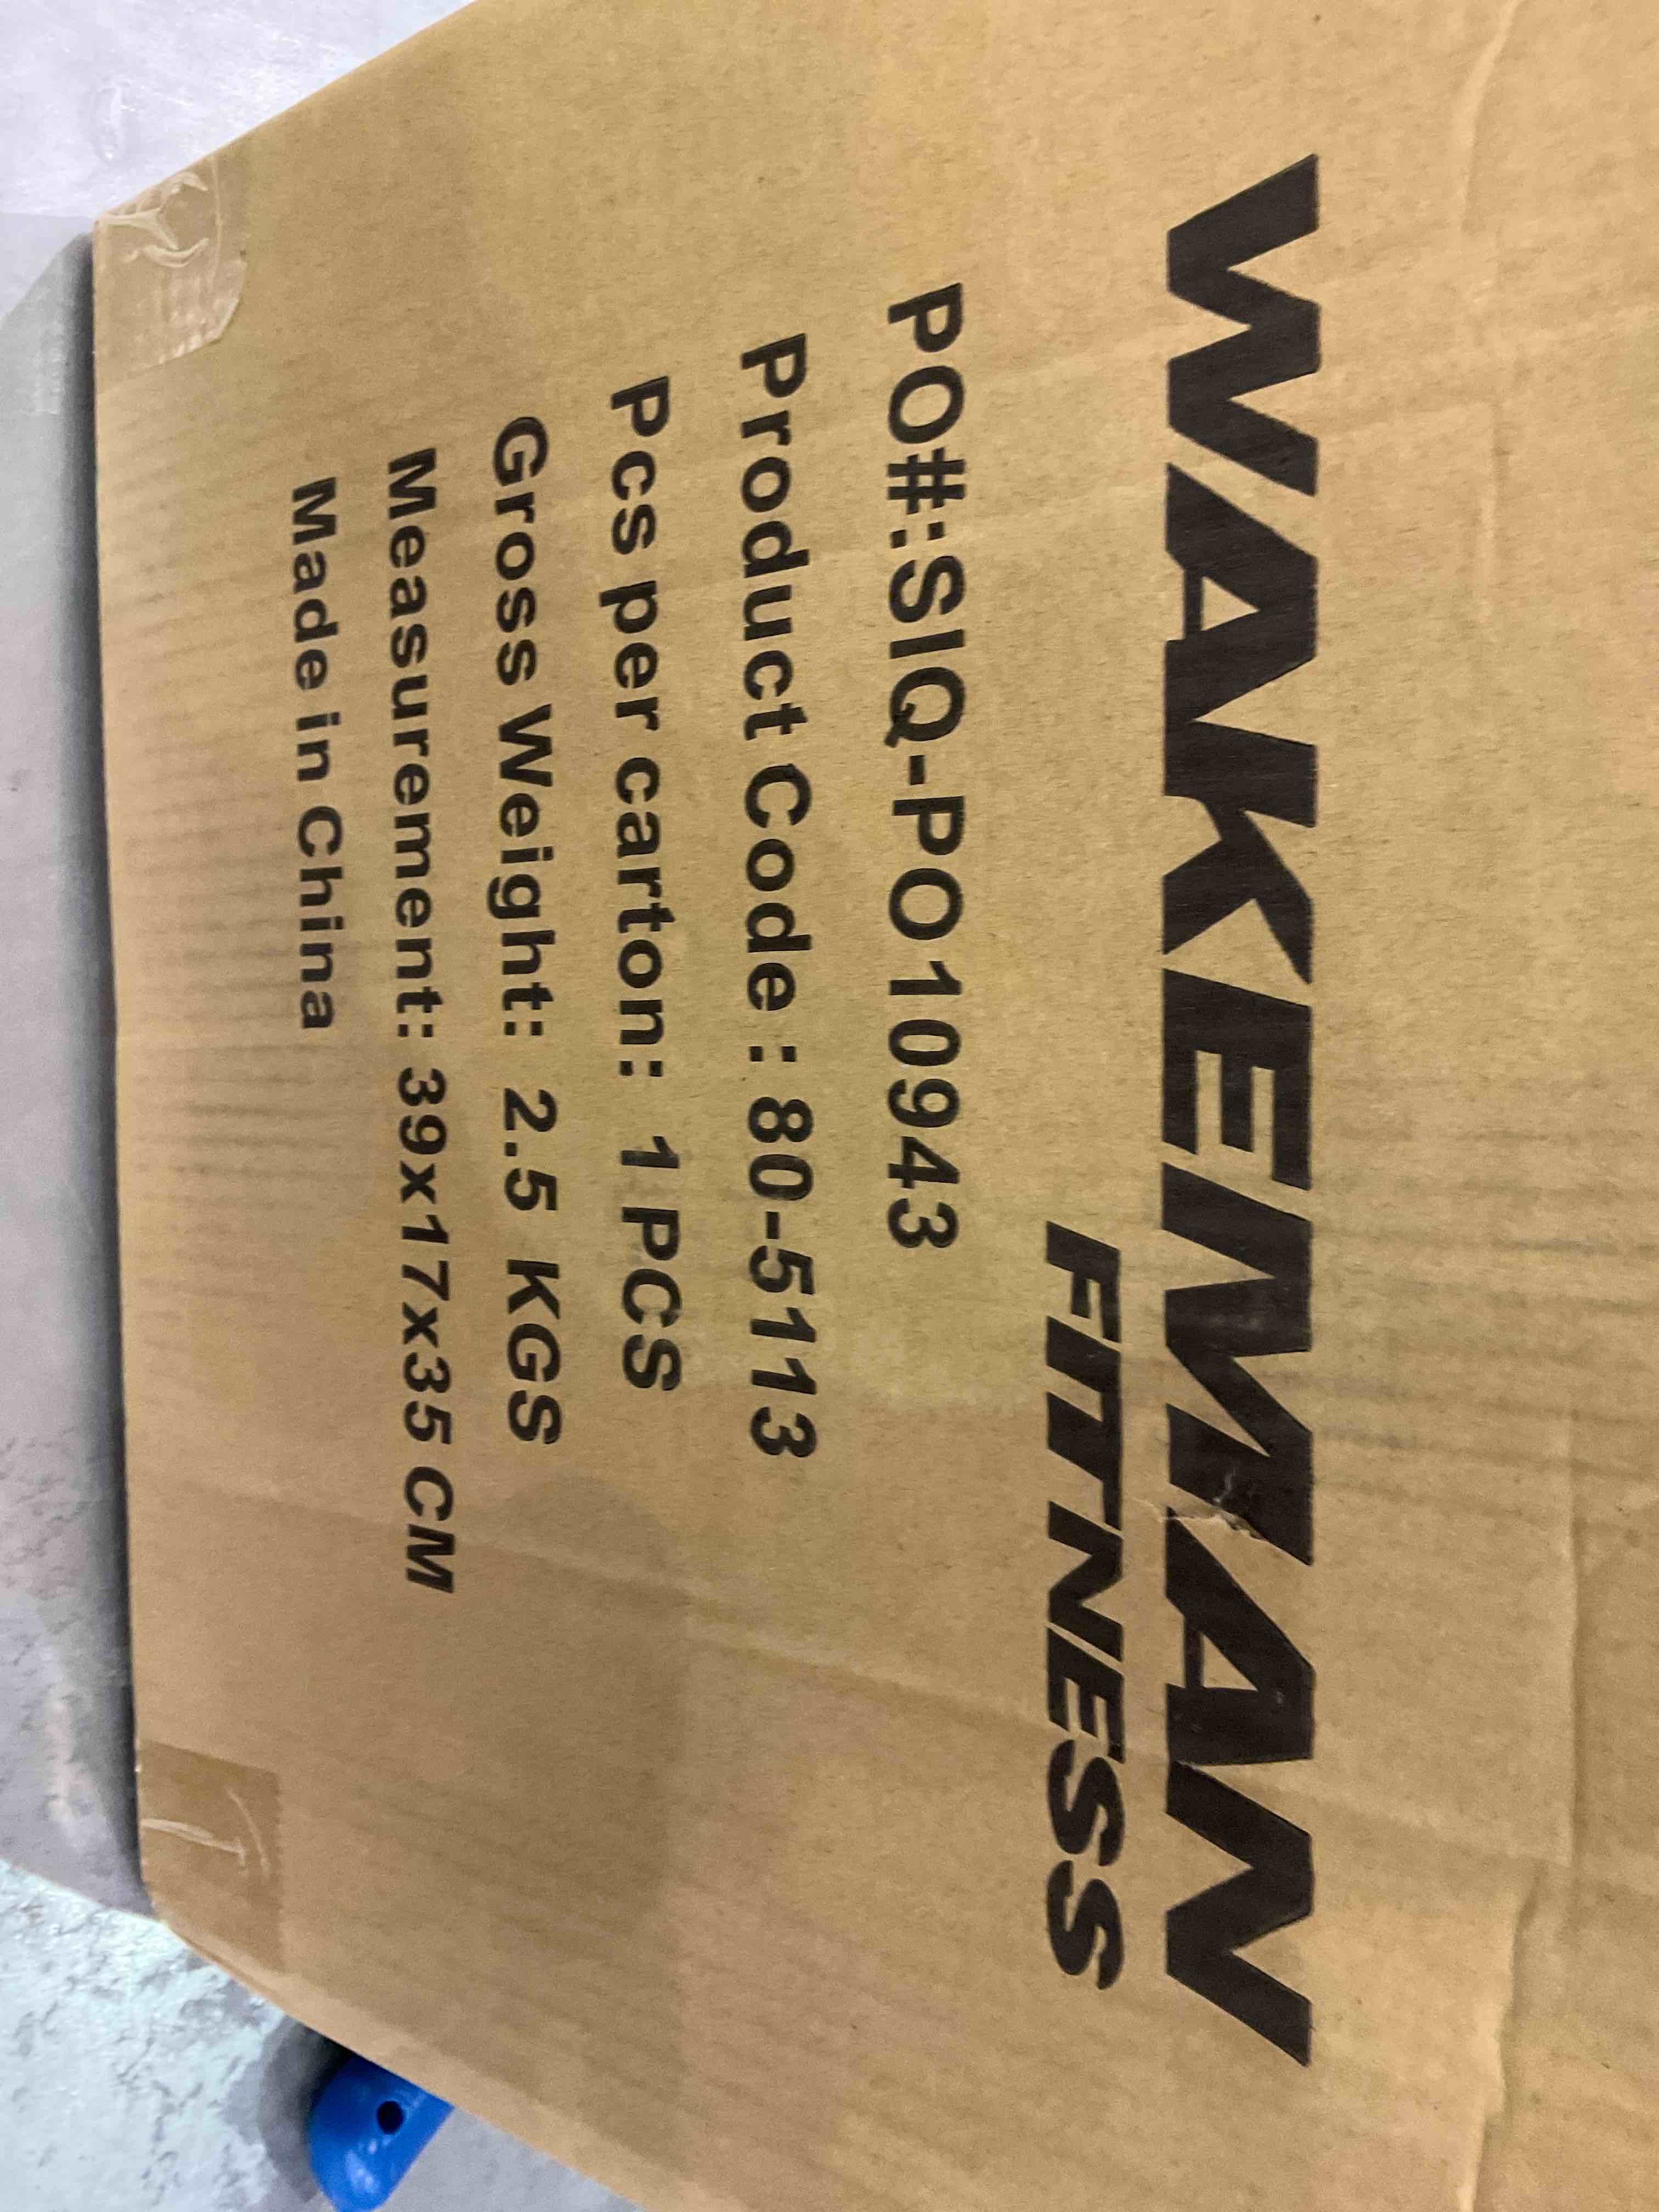 WAKEMAN
FITNESS
PO#:SIQ-PO10943
Product Code : 80-5113
Pcs per carton: 1 PCS
Gross Weight: 2.5 KGS
Measurement: 39x17x35 CM
Made in China